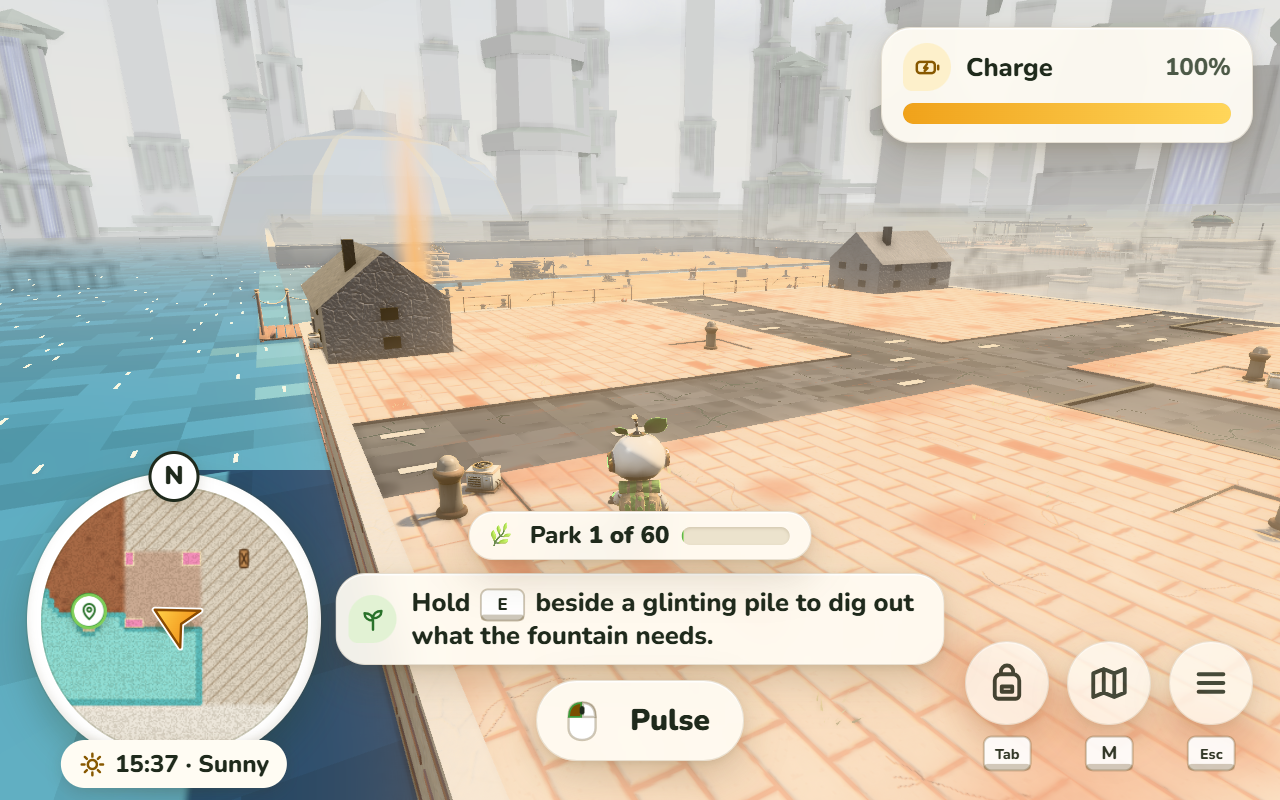 Charge 100%
N
Park 1 of 60
Hold E beside a glinting pile to dig out
what the fountain needs.
Pulse
15:37 · Sunny
Tab
M
Esc